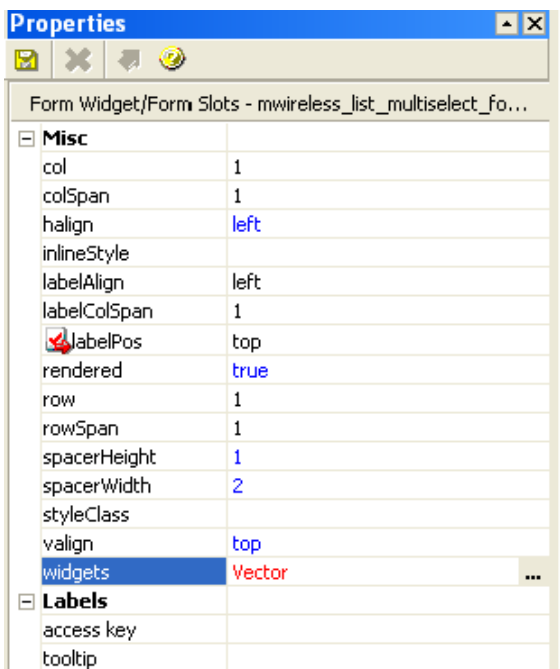 Properties
Form Widget/Form Slots - mwireless_list_multiselect_fo...
Misc
col 1
colSpan 1
halign left
inlineStyle
labelAlign left
labelColSpan 1
labelPos top
rendered true
row 1
rowSpan 1
spacerHeight 1
spacerWidth 2
styleClass
valign top
widgets Vector ...
Labels
access key
tooltip